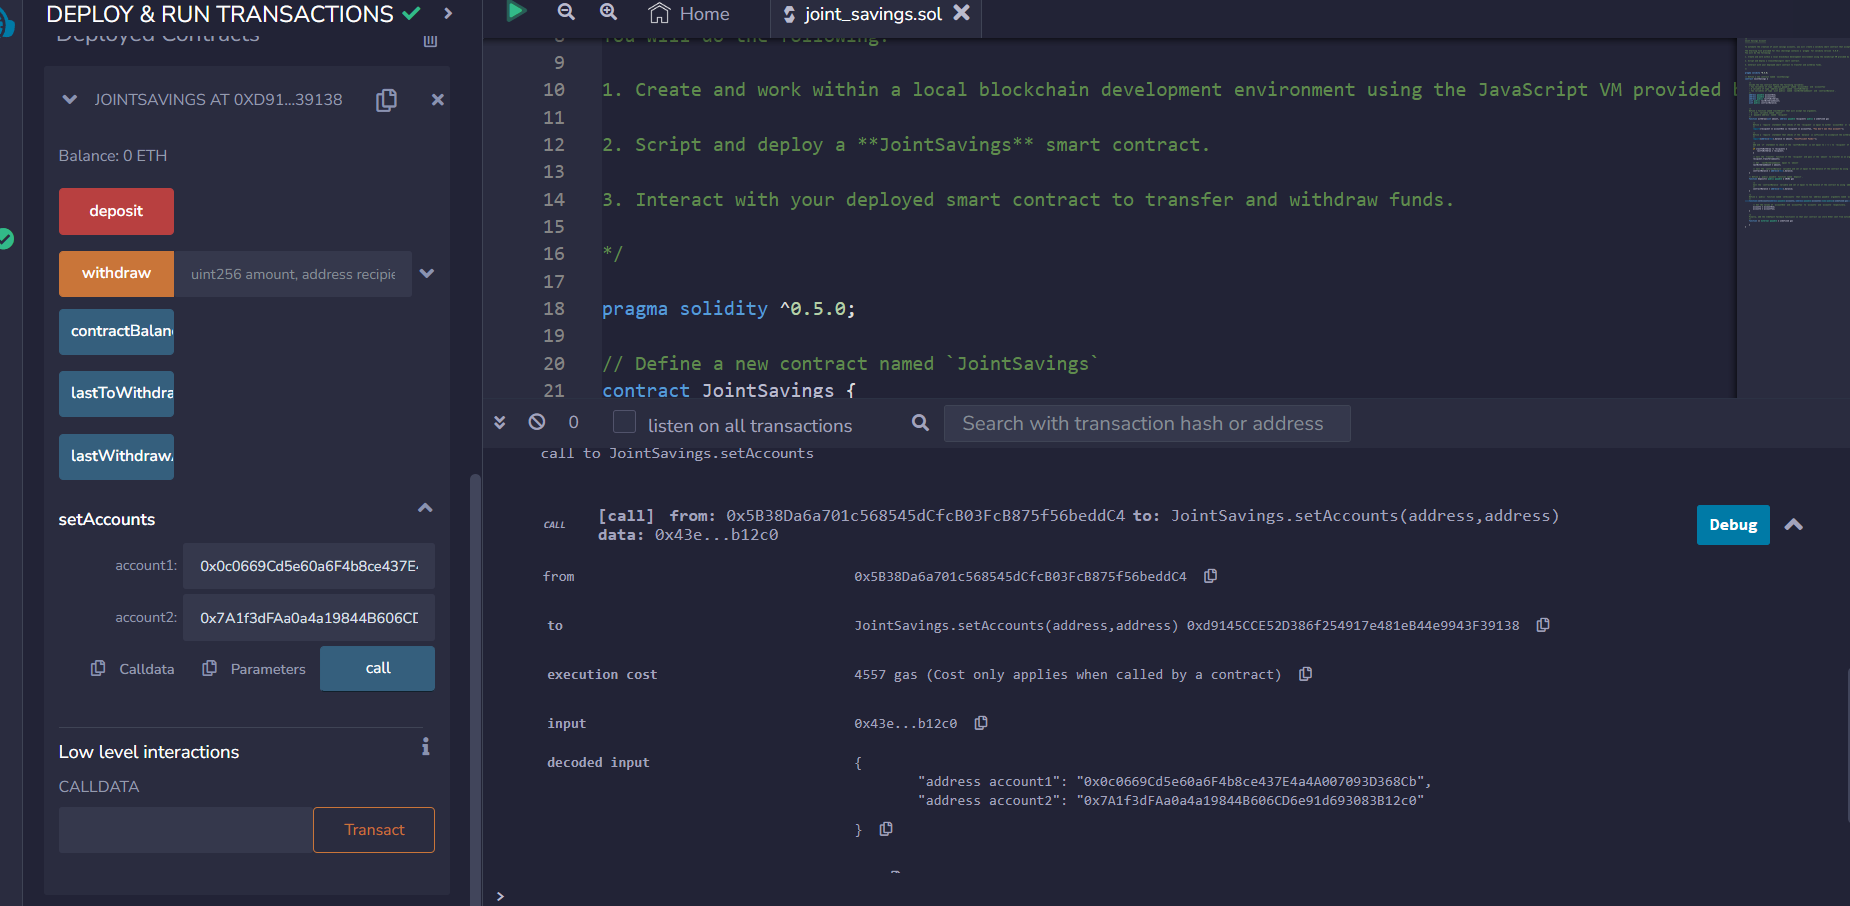 DEPLOY & RUN TRANSACTIONS
Deployed Contracts
JOINTSAVINGS AT 0XD91...39138
Balance: 0 ETH
deposit
withdraw
uint256 amount, address recipie
contractBalan
lastToWithdra
lastWithdraw
setAccounts
account1:
0x0c0669Cd5e60a6F4b8ce437E4
account2:
0x7A1f3dFAa0a4a19844B606CD
Calldata
Parameters
call
Low level interactions
i
CALLDATA
Transact
Home
joint_savings.sol
8 You will do the following:
9
10 1. Create and work within a local blockchain development environment using the JavaScript VM provided b
11
12 2. Script and deploy a **JointSavings** smart contract.
13
14 3. Interact with your deployed smart contract to transfer and withdraw funds.
15
16 */
17
18 pragma solidity ^0.5.0;
19
20 // Define a new contract named `JointSavings`
21 contract JointSavings {
0
listen on all transactions
Search with transaction hash or address
call to JointSavings.setAccounts
CALL
[call] from: 0x5B38Da6a701c568545dCfcB03FcB875f56beddC4 to: JointSavings.setAccounts(address,address)
data: 0x43e...b12c0
Debug
from 0x5B38Da6a701c568545dCfcB03FcB875f56beddC4
to JointSavings.setAccounts(address,address) 0xd9145CCE52D386f254917e481eB44e9943F39138
execution cost 4557 gas (Cost only applies when called by a contract)
input 0x43e...b12c0
decoded input {
"address account1": "0x0c0669Cd5e60a6F4b8ce437E4a4A007093D368Cb",
"address account2": "0x7A1f3dFAa0a4a19844B606CD6e91d693083B12c0"
}
>